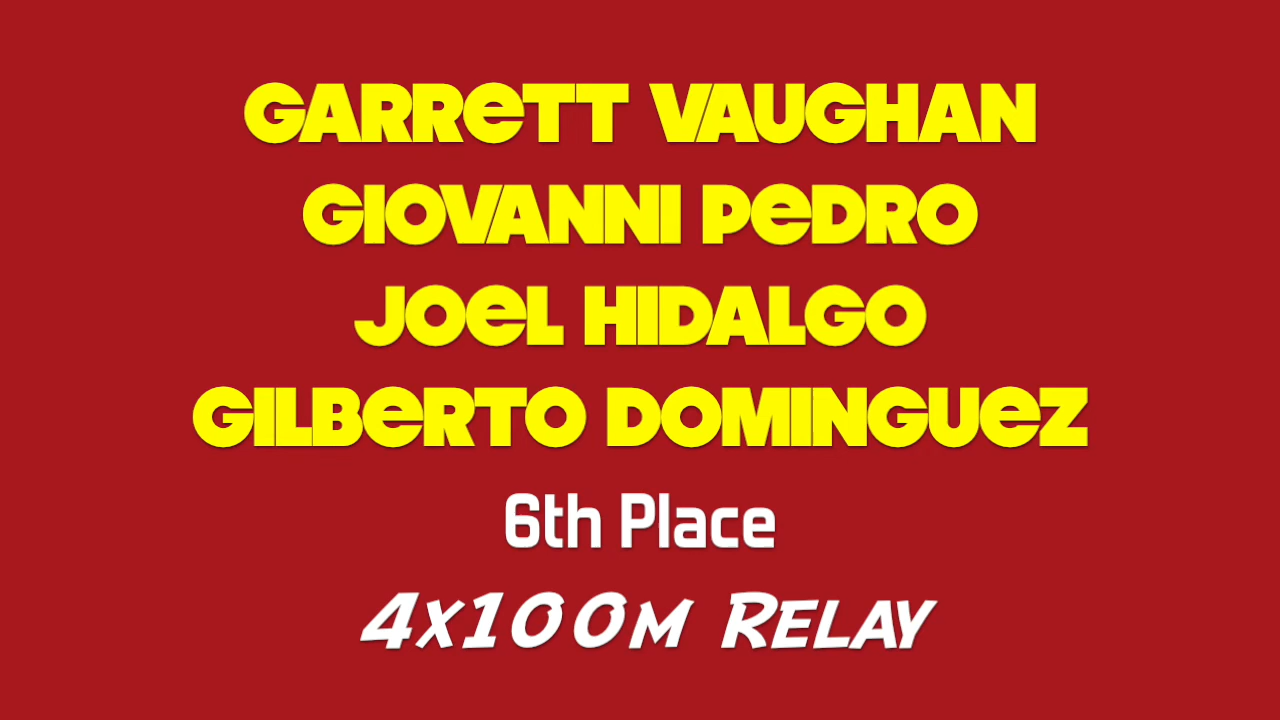 GARRETT VAUGHAN
GIOVANNI PEDRO
JOEL HIDALGO
GILBERTO DOMINGUEZ
6th Place
4x100m Relay